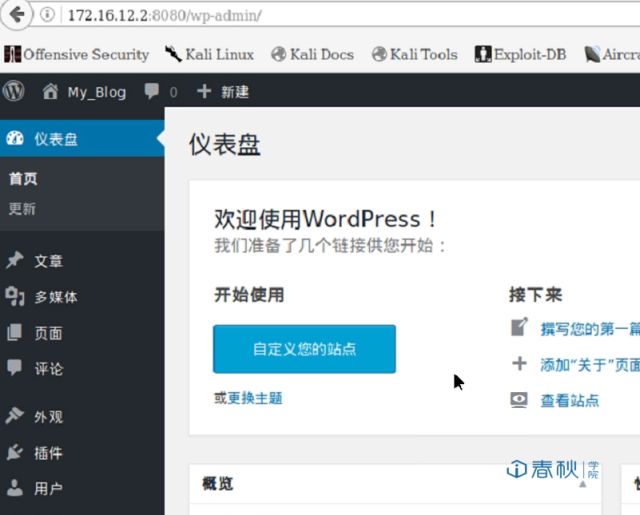 172.16.12.2:8080/wp-admin/
Offensive Security Kali Linux Kali Docs Kali Tools Exploit-DB Aircra
My_Blog 0 新建
仪表盘
首页
更新
文章
多媒体
页面
评论
外观
插件
用户
仪表盘
欢迎使用WordPress！
我们准备了几个链接供您开始：
开始使用
自定义您的站点
或更换主题
接下来
撰写您的第一篇
添加“关于”页面
查看站点
概览
春秋学院